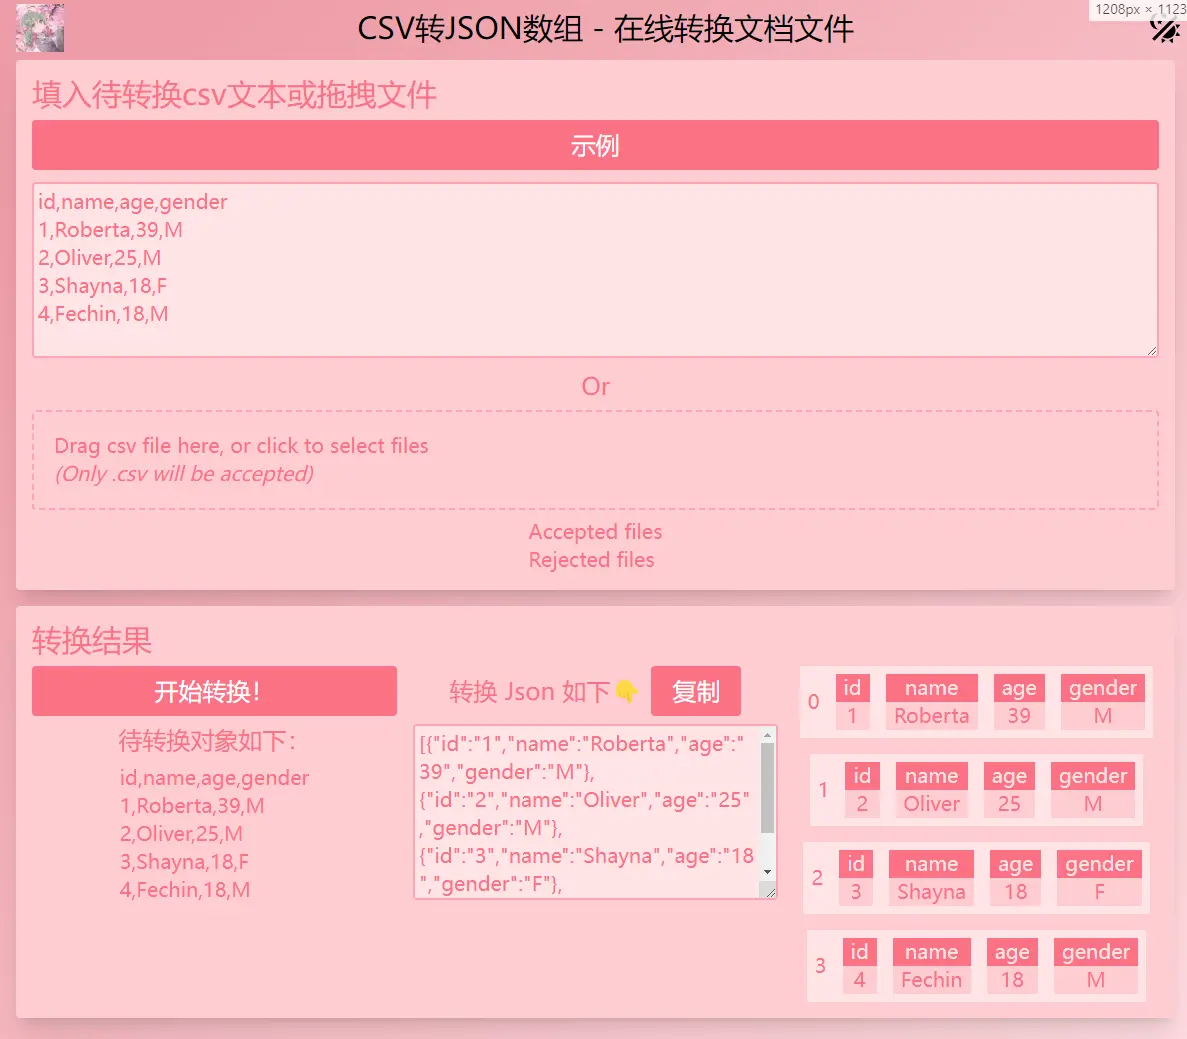 1208px × 1123
CSV转JSON数组 - 在线转换文档文件
填入待转换csv文本或拖拽文件
示例
id,name,age,gender
1,Roberta,39,M
2,Oliver,25,M
3,Shayna,18,F
4,Fechin,18,M
Or
Drag csv file here, or click to select files
(Only .csv will be accepted)
Accepted files
Rejected files
转换结果
开始转换！
待转换对象如下：
id,name,age,gender
1,Roberta,39,M
2,Oliver,25,M
3,Shayna,18,F
4,Fechin,18,M
转换 Json 如下👇
复制
[{"id":"1","name":"Roberta","age":"
39","gender":"M"},
{"id":"2","name":"Oliver","age":"25"
,"gender":"M"},
{"id":"3","name":"Shayna","age":"18
","gender":"F"},
0
id name age gender
1 Roberta 39 M
1
id name age gender
2 Oliver 25 M
2
id name age gender
3 Shayna 18 F
3
id name age gender
4 Fechin 18 M